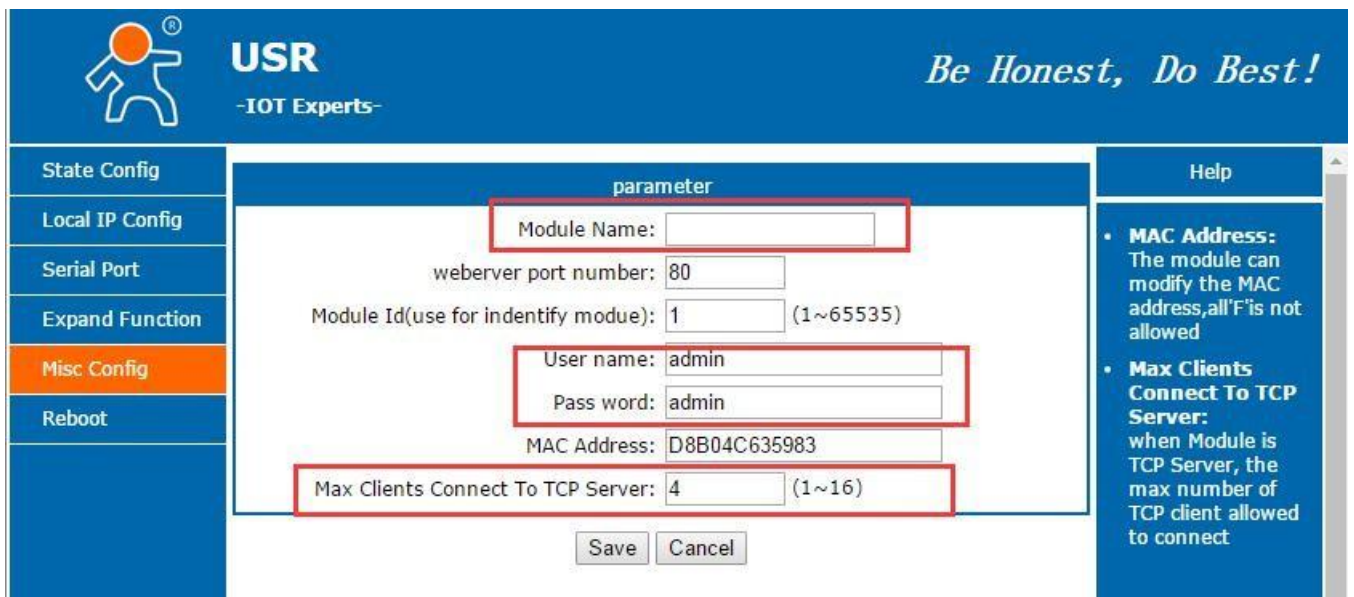 ®
USR
-IOT Experts-
Be Honest, Do Best!
State Config
Local IP Config
Serial Port
Expand Function
Misc Config
Reboot
parameter
Module Name:
weberver port number: 80
Module Id(use for indentify modue): 1 (1~65535)
User name: admin
Pass word: admin
MAC Address: D8B04C635983
Max Clients Connect To TCP Server: 4 (1~16)
Save Cancel
Help
• MAC Address:
The module can
modify the MAC
address,all'F'is not
allowed
• Max Clients
Connect To TCP
Server:
when Module is
TCP Server, the
max number of
TCP client allowed
to connect